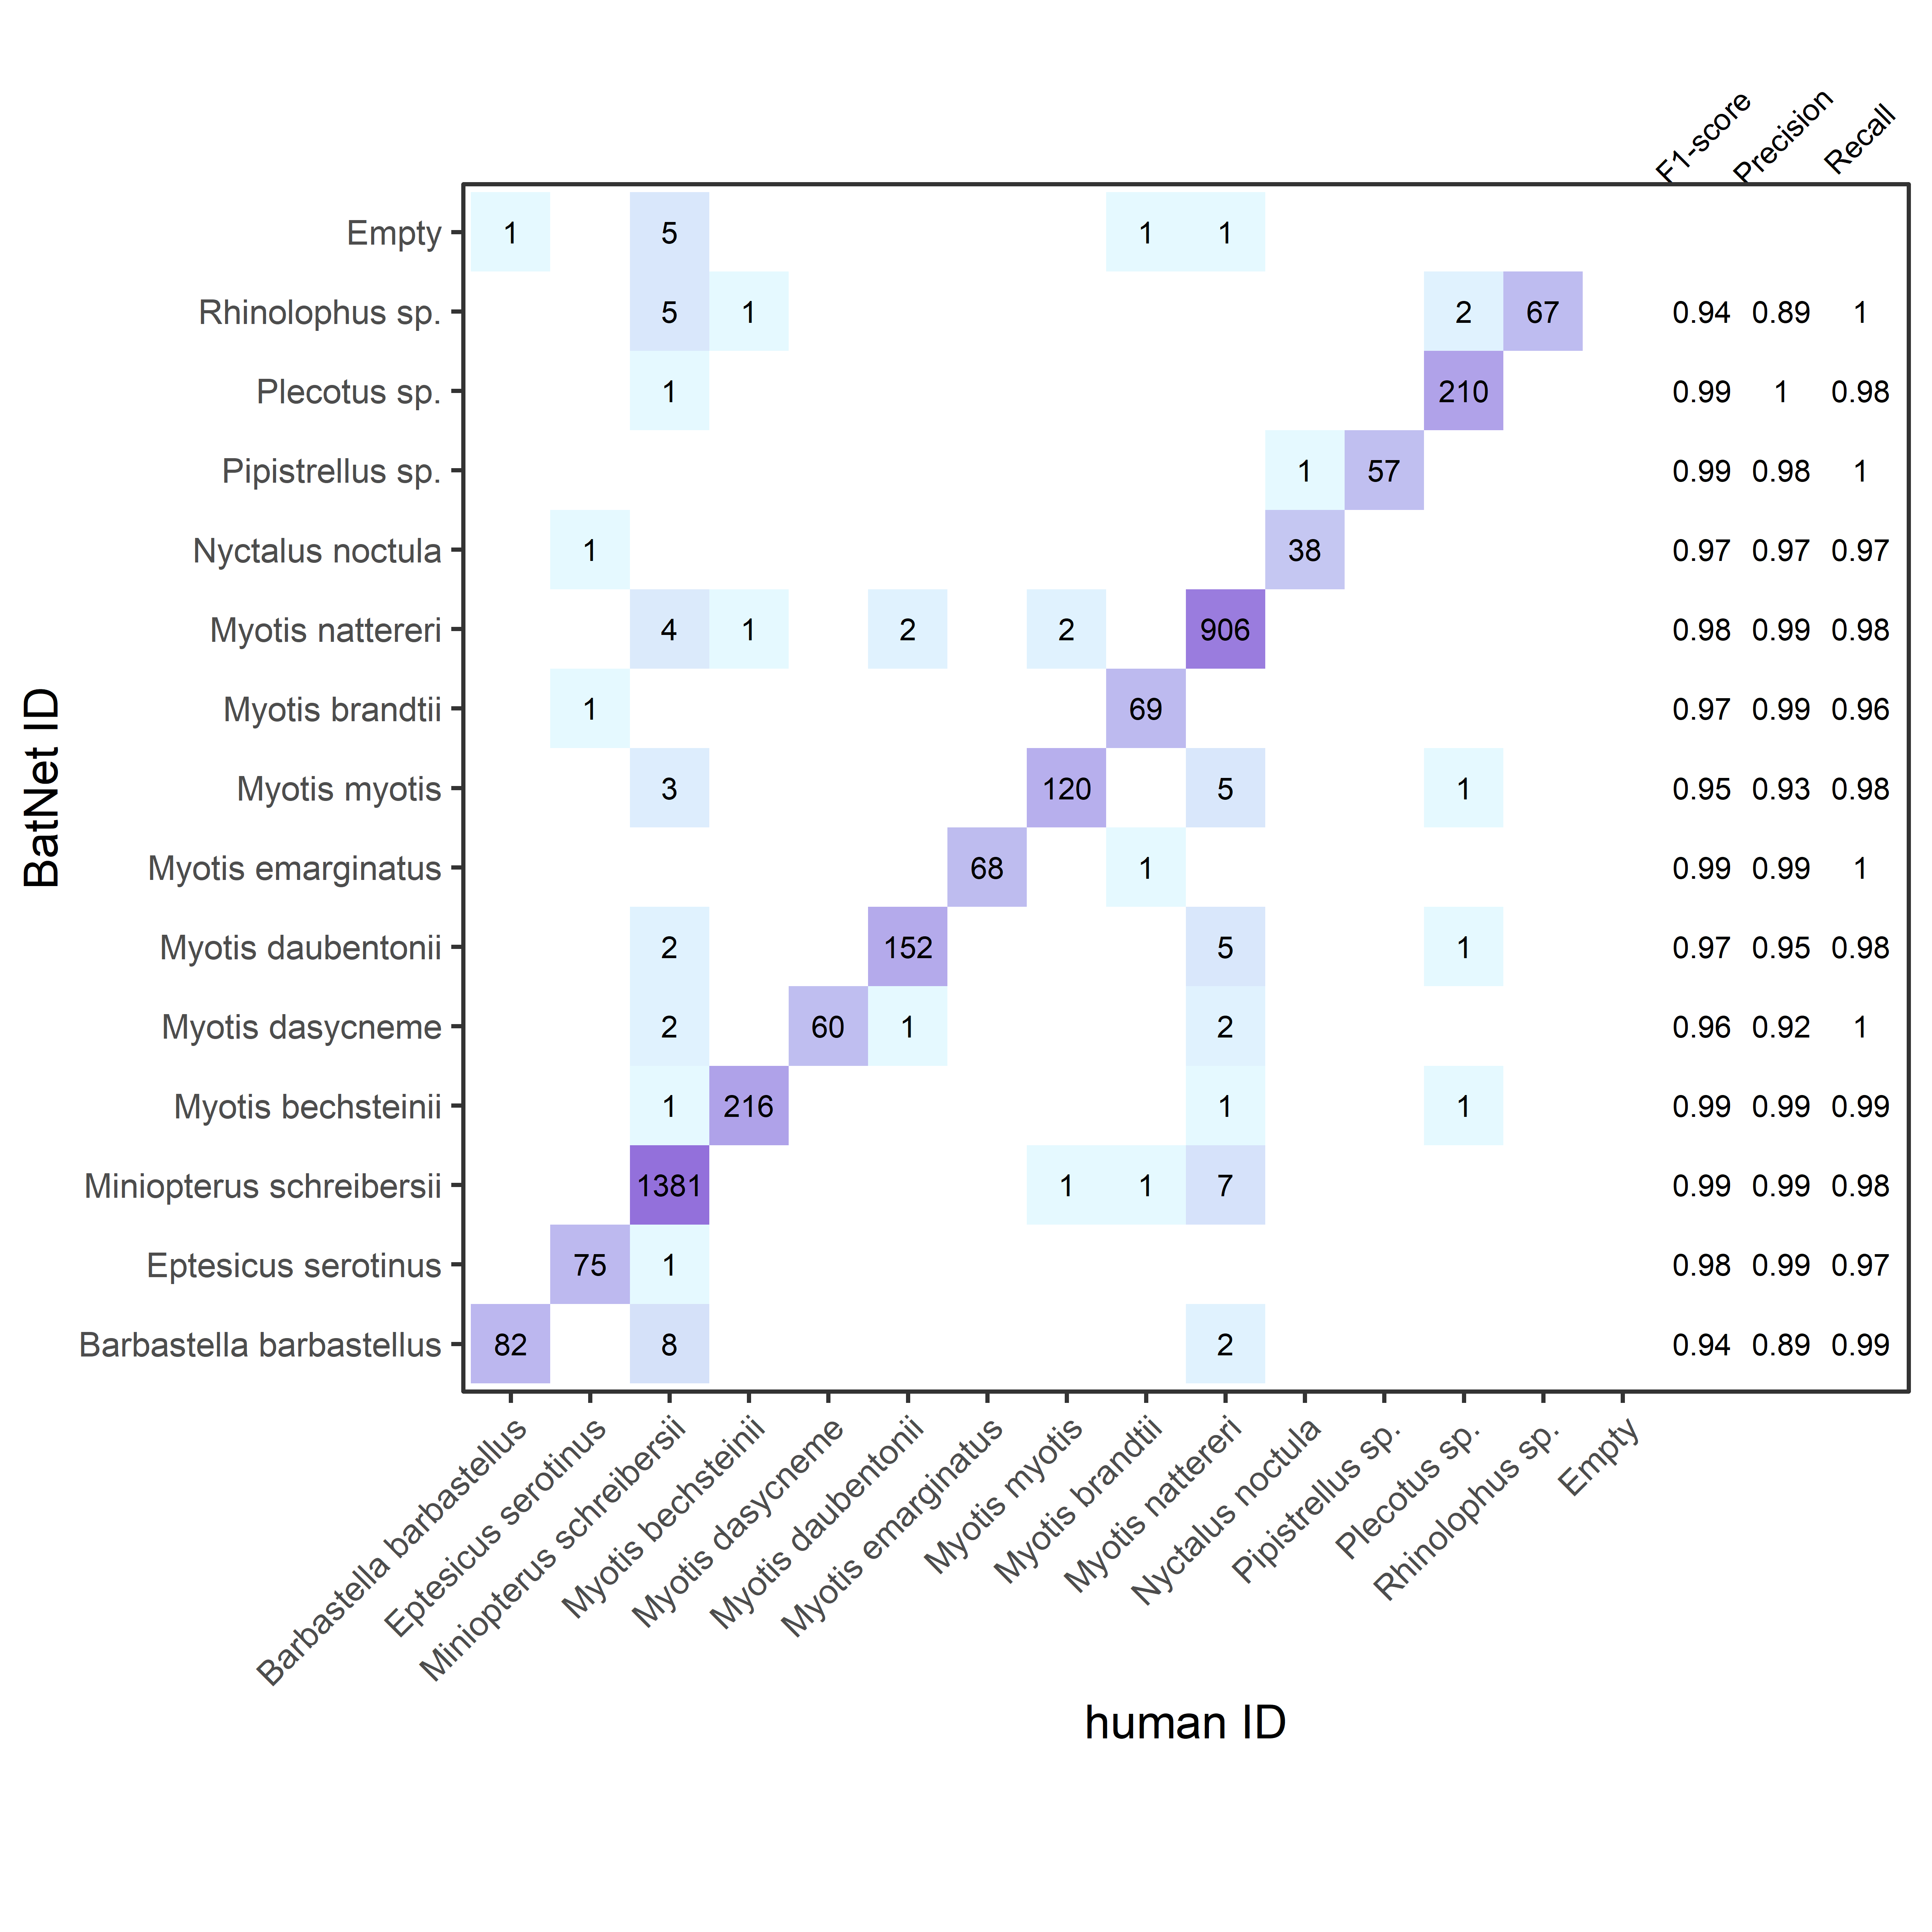 F1-score Precision Recall
Empty 1 5 1 1
Rhinolophus sp. 5 1 2 67 0.94 0.89 1
Plecotus sp. 1 210 0.99 1 0.98
Pipistrellus sp. 1 57 0.99 0.98 1
Nyctalus noctula 1 38 0.97 0.97 0.97
Myotis nattereri 4 1 2 2 906 0.98 0.99 0.98
Myotis brandtii 1 69 0.97 0.99 0.96
Myotis myotis 3 120 5 1 0.95 0.93 0.98
Myotis emarginatus 68 1 0.99 0.99 1
Myotis daubentonii 2 152 5 1 0.97 0.95 0.98
Myotis dasycneme 2 60 1 2 0.96 0.92 1
Myotis bechsteinii 1 216 1 1 0.99 0.99 0.99
Miniopterus schreibersii 1381 1 1 7 0.99 0.99 0.98
Eptesicus serotinus 75 1 0.98 0.99 0.97
Barbastella barbastellus 82 8 2 0.94 0.89 0.99
BatNet ID
Barbastella barbastellus
Eptesicus serotinus
Miniopterus schreibersii
Myotis bechsteinii
Myotis dasycneme
Myotis daubentonii
Myotis emarginatus
Myotis myotis
Myotis brandtii
Myotis nattereri
Nyctalus noctula
Pipistrellus sp.
Plecotus sp.
Rhinolophus sp.
Empty
human ID